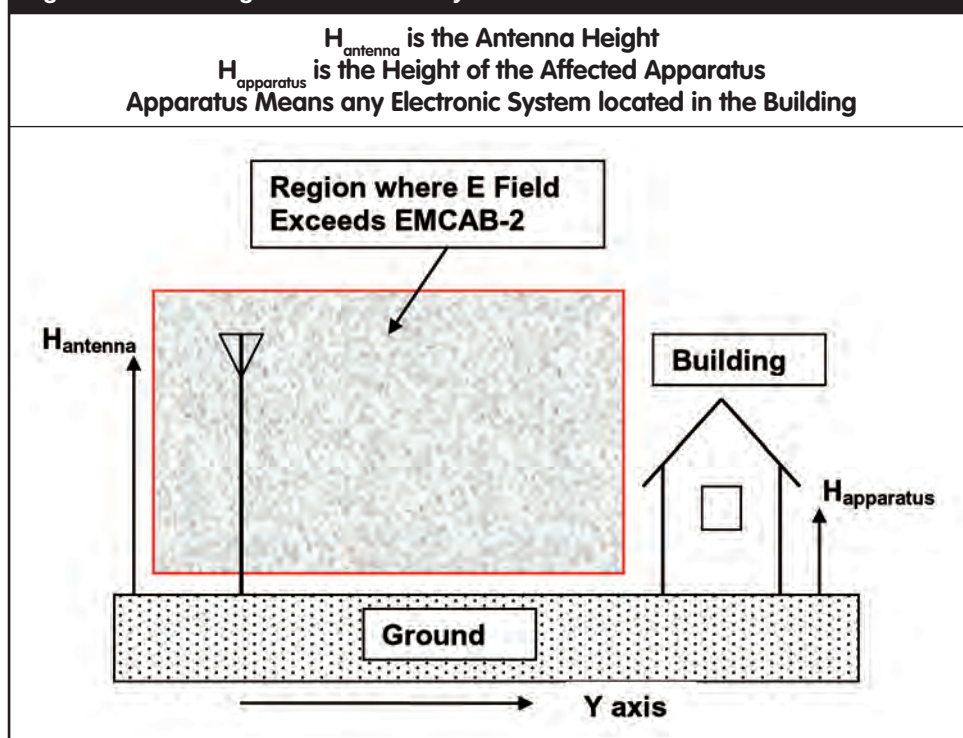 H_antenna is the Antenna Height
H_apparatus is the Height of the Affected Apparatus
Apparatus Means any Electronic System located in the Building
Region where E Field
Exceeds EMCAB-2
H_antenna
Building
H_apparatus
Ground
Y axis